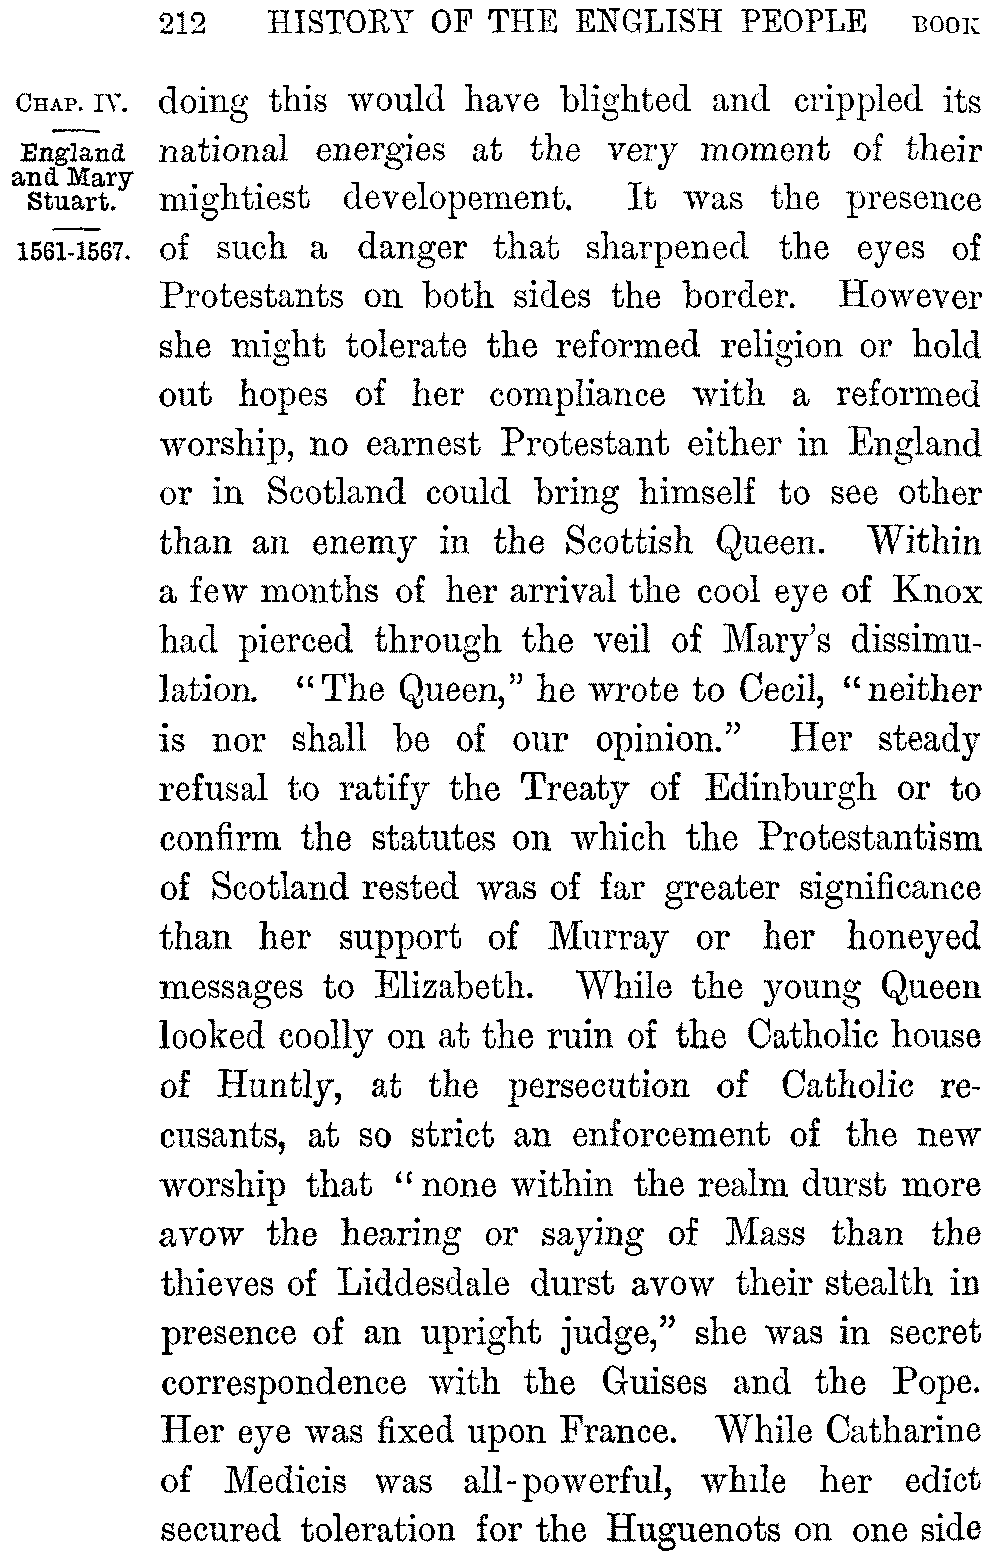 212 HISTORY OF THE ENGLISH PEOPLE BOOK
CHAP. IV.
England
and Mary
Stuart.
1561-1567.
doing this would have blighted and crippled its
national energies at the very moment of their
mightiest developement. It was the presence
of such a danger that sharpened the eyes of
Protestants on both sides the border. However
she might tolerate the reformed religion or hold
out hopes of her compliance with a reformed
worship, no earnest Protestant either in England
or in Scotland could bring himself to see other
than an enemy in the Scottish Queen. Within
a few months of her arrival the cool eye of Knox
had pierced through the veil of Mary's dissimu-
lation. "The Queen," he wrote to Cecil, "neither
is nor shall be of our opinion." Her steady
refusal to ratify the Treaty of Edinburgh or to
confirm the statutes on which the Protestantism
of Scotland rested was of far greater significance
than her support of Murray or her honeyed
messages to Elizabeth. While the young Queen
looked coolly on at the ruin of the Catholic house
of Huntly, at the persecution of Catholic re-
cusants, at so strict an enforcement of the new
worship that "none within the realm durst more
avow the hearing or saying of Mass than the
thieves of Liddesdale durst avow their stealth in
presence of an upright judge," she was in secret
correspondence with the Guises and the Pope.
Her eye was fixed upon France. While Catharine
of Medicis was all-powerful, while her edict
secured toleration for the Huguenots on one side